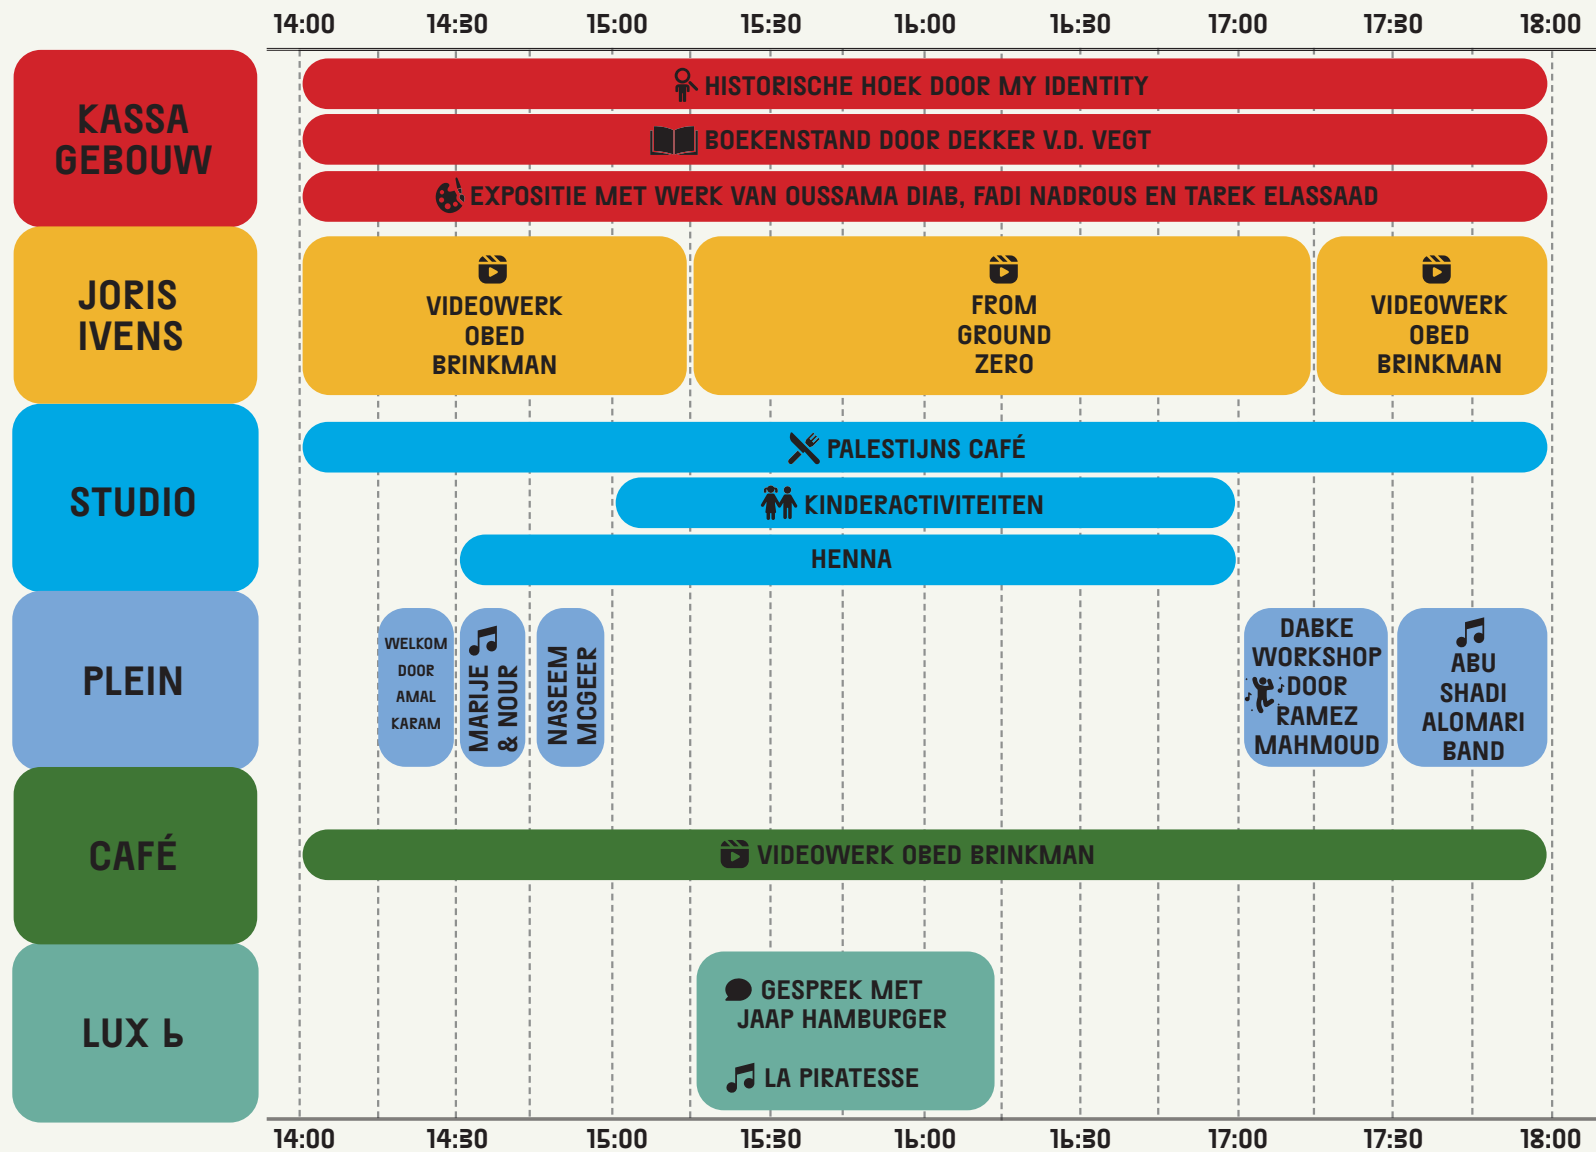 14:00 14:30 15:00 15:30 16:00 16:30 17:00 17:30 18:00
KASSA
GEBOUW
HISTORISCHE HOEK DOOR MY IDENTITY
BOEKENSTAND DOOR DEKKER V.D. VEGT
EXPOSITIE MET WERK VAN OUSSAMA DIAB, FADI NADROUS EN TAREK ELASSAAD
JORIS
IVENS
VIDEOWERK
OBED
BRINKMAN
FROM
GROUND
ZERO
VIDEOWERK
OBED
BRINKMAN
STUDIO
PALESTIJNS CAFÉ
KINDERACTIVITEITEN
HENNA
PLEIN
WELKOM
DOOR
AMAL
KARAM
MARIJE
& NOUR
NASEEM
MCGEER
DABKE
WORKSHOP
DOOR
RAMEZ
MAHMOUD
ABU
SHADI
ALOMARI
BAND
CAFÉ
VIDEOWERK OBED BRINKMAN
LUX b
GESPREK MET
JAAP HAMBURGER
LA PIRATESSE
14:00 14:30 15:00 15:30 16:00 16:30 17:00 17:30 18:00